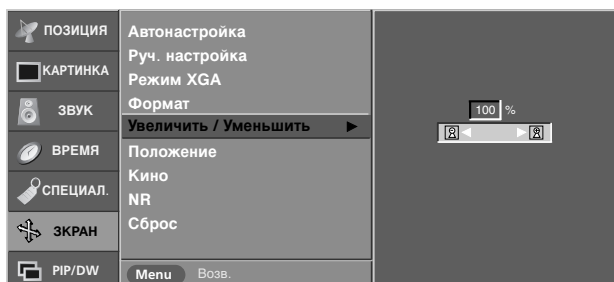 ПОЗИЦИЯ
КАРТИНКА
ЗВУК
ВРЕМЯ
СПЕЦИАЛ.
ЗКРАН
PIP/DW
Автонастройка
Руч. настройка
Режим XGA
Формат
Увеличить / Уменьшить
Положение
Кино
NR
Сброс
Menu Возв.
100 %